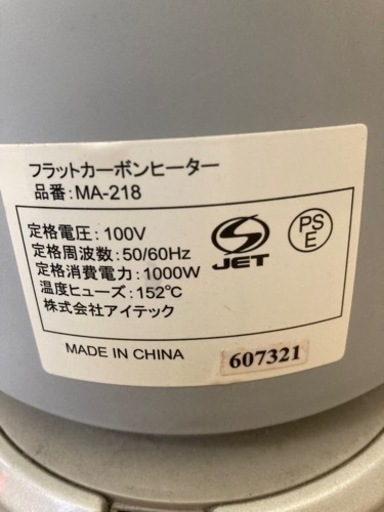 フラットカーボンヒーター
品番:MA-218
定格電圧:100V
定格周波数:50/60Hz
定格消費電力:1000W
温度ヒューズ:152℃
株式会社アイテック
JET
PS
E
MADE IN CHINA
607321